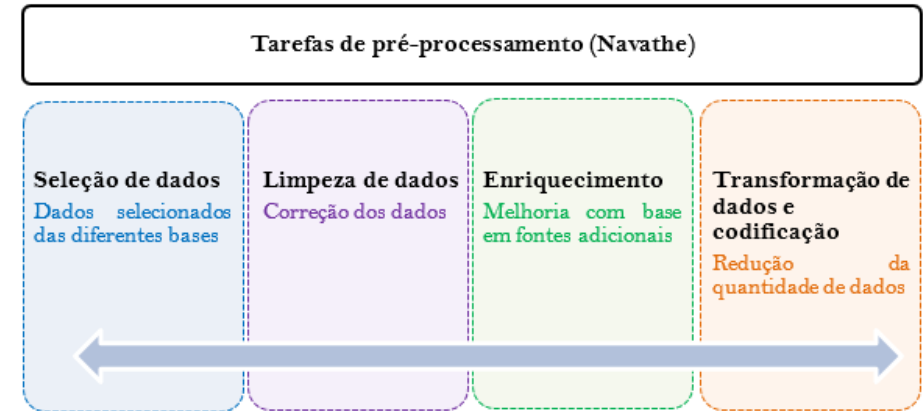 Tarefas de pré-processamento (Navathe)
Seleção de dados
Dados selecionados
das diferentes bases
Limpeza de dados
Correção dos dados
Enriquecimento
Melhoria com base
em fontes adicionais
Transformação de
dados e
codificação
Redução da
quantidade de dados